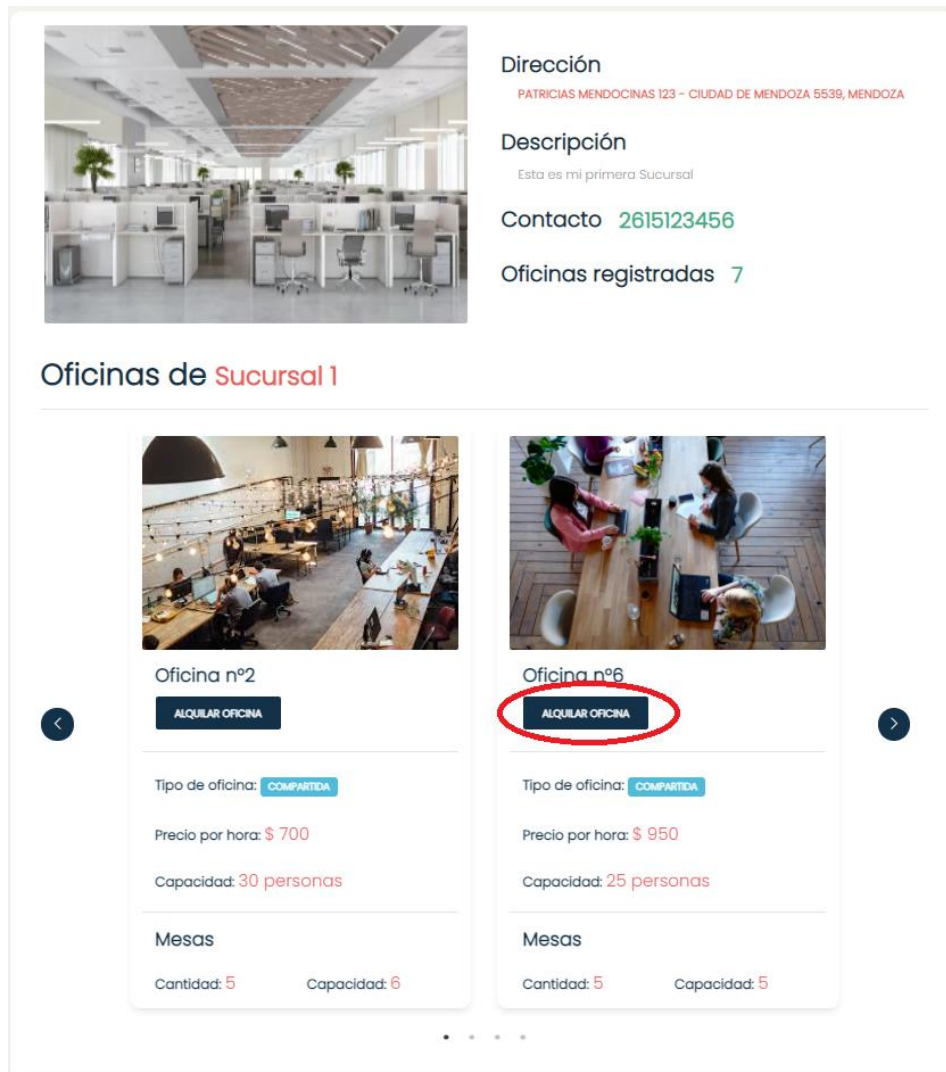 Dirección
PATRICIAS MENDOCINAS 123 - CIUDAD DE MENDOZA 5539, MENDOZA
Descripción
Esta es mi primera Sucursal
Contacto 2615123456
Oficinas registradas 7
Oficinas de Sucursal 1
Oficina nº2
ALQUILAR OFICINA
Tipo de oficina: COMPARTIDA
Precio por hora: $ 700
Capacidad: 30 personas
Mesas
Cantidad: 5 Capacidad: 6
Oficina nº6
ALQUILAR OFICINA
Tipo de oficina: COMPARTIDA
Precio por hora: $ 950
Capacidad: 25 personas
Mesas
Cantidad: 5 Capacidad: 5